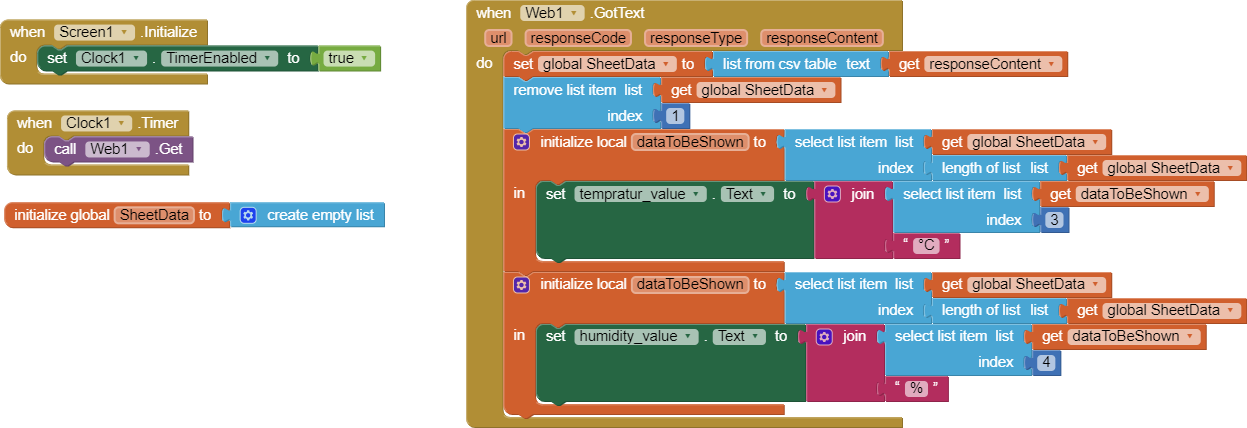 when Screen1 .Initialize
do set Clock1 . TimerEnabled to true
when Clock1 .Timer
do call Web1 .Get
initialize global SheetData to create empty list
when Web1 .GotText
url responseCode responseType responseContent
do set global SheetData to list from csv table text get responseContent
remove list item list get global SheetData
index 1
initialize local dataToBeShown to select list item list get global SheetData
index length of list list get global SheetData
in set tempratur_value . Text to join select list item list get dataToBeShown
index 3
“ °C ”
initialize local dataToBeShown to select list item list get global SheetData
index length of list list get global SheetData
in set humidity_value . Text to join select list item list get dataToBeShown
index 4
“ % ”